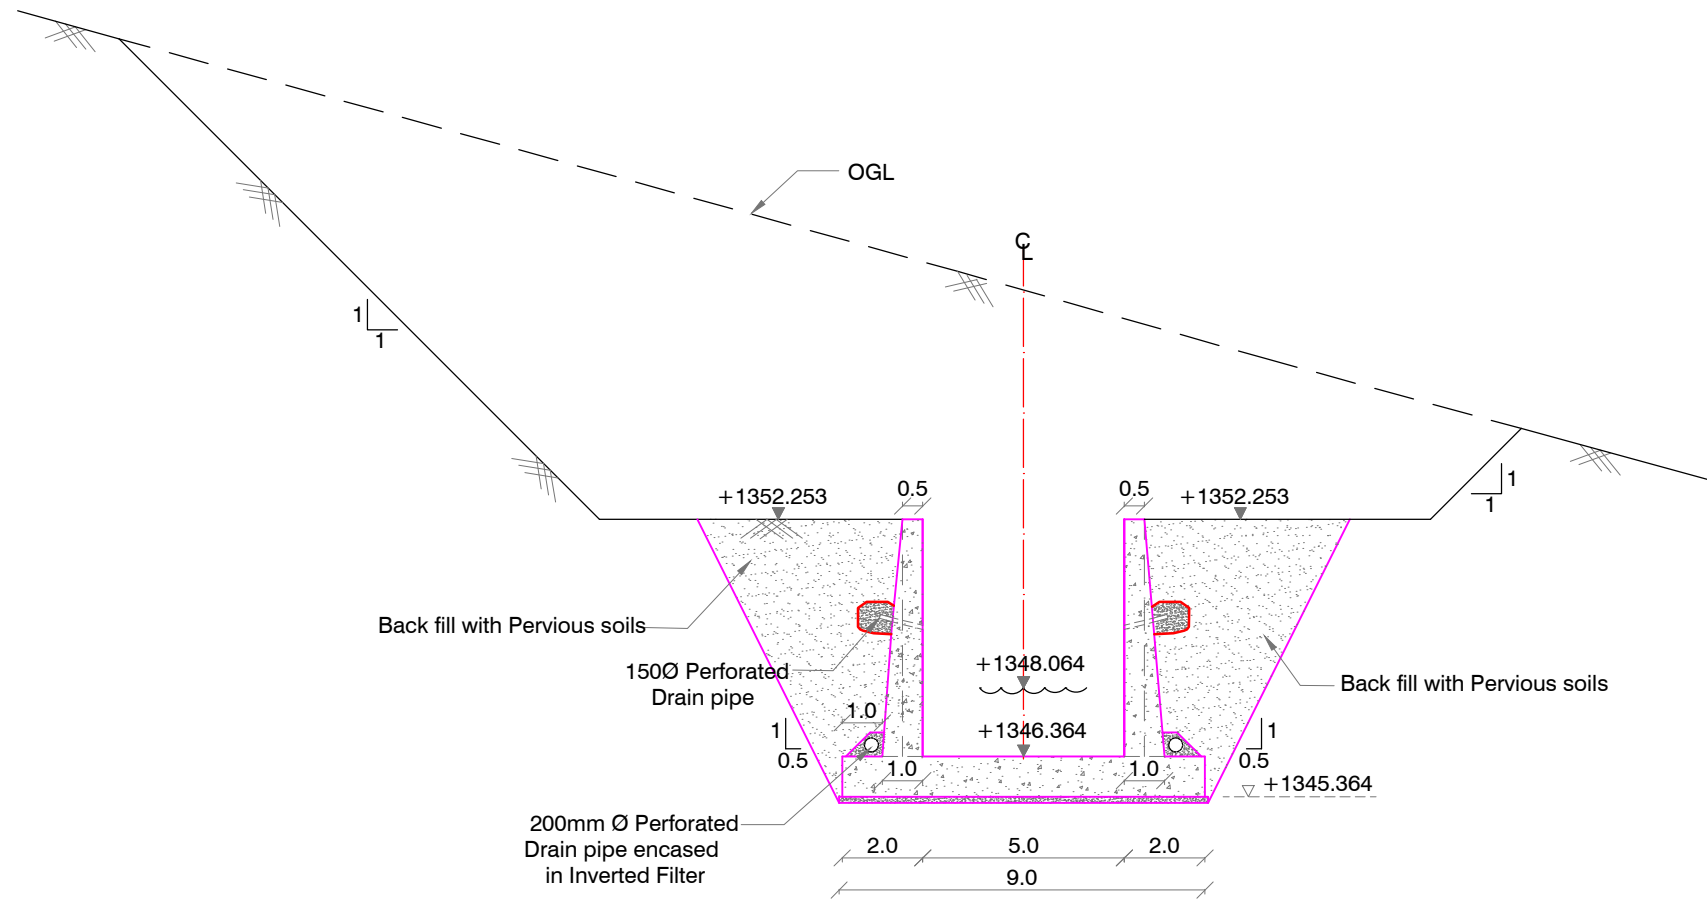 OGL
CL
1
1
1
1
+1352.253
0.5
0.5
+1352.253
Back fill with Pervious soils
150Ø Perforated
Drain pipe
+1348.064
Back fill with Pervious soils
1.0
+1346.364
1
0.5
1
0.5
1.0
1.0
+1345.364
200mm Ø Perforated
Drain pipe encased
in Inverted Filter
2.0
5.0
2.0
9.0